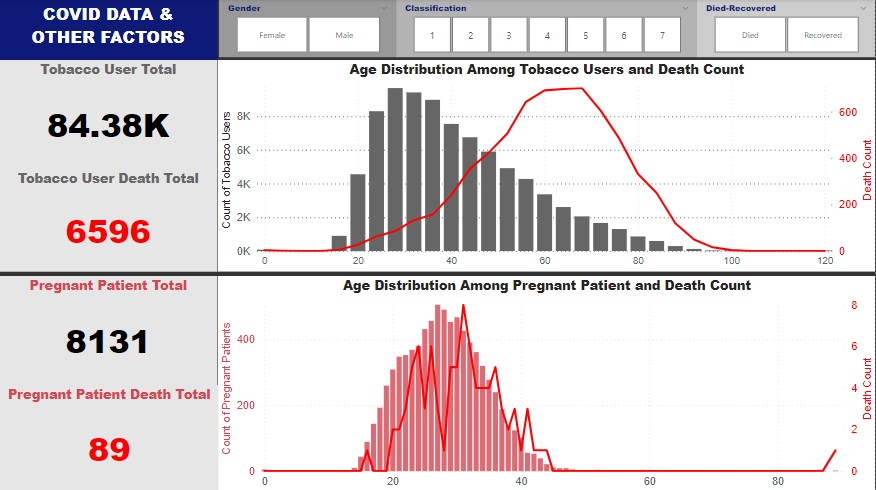 COVID DATA &
OTHER FACTORS
Gender
Female Male
Classification
1 2 3 4 5 6 7
Died-Recovered
Died Recovered
Tobacco User Total
84.38K
Tobacco User Death Total
6596
Age Distribution Among Tobacco Users and Death Count
Count of Tobacco Users
8K
6K
4K
2K
0K
0 20 40 60 80 100 120
600
400
200
0
Death Count
Pregnant Patient Total
8131
Pregnant Patient Death Total
89
Age Distribution Among Pregnant Patient and Death Count
Count of Pregnant Patients
400
200
0
0 20 40 60 80
8
6
4
2
0
Death Count